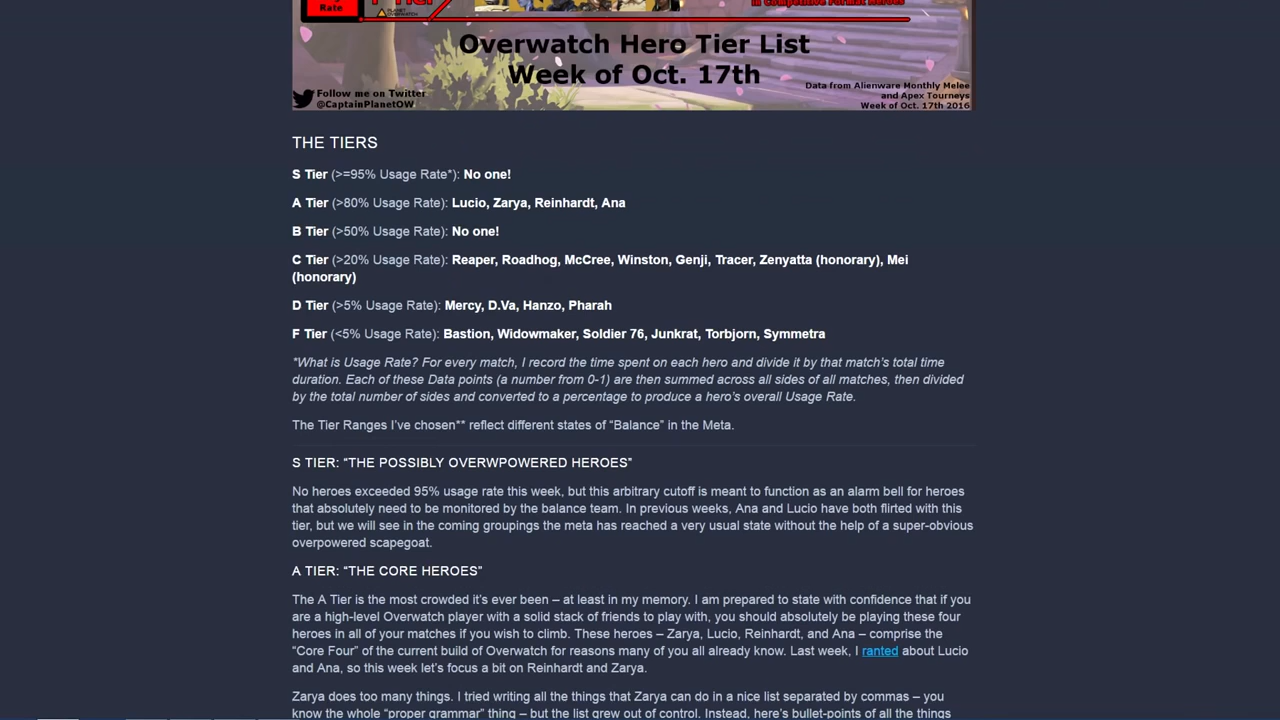 Rate
in Competitive Format Heroes
Overwatch Hero Tier List
Week of Oct. 17th
Follow me on Twitter
@CaptainPlanetOW
Data from Alienware Monthly Melee
and Apex Tourneys
Week of Oct. 17th 2016
THE TIERS
S Tier (>=95% Usage Rate*): No one!
A Tier (>80% Usage Rate): Lucio, Zarya, Reinhardt, Ana
B Tier (>50% Usage Rate): No one!
C Tier (>20% Usage Rate): Reaper, Roadhog, McCree, Winston, Genji, Tracer, Zenyatta (honorary), Mei
(honorary)
D Tier (>5% Usage Rate): Mercy, D.Va, Hanzo, Pharah
F Tier (<5% Usage Rate): Bastion, Widowmaker, Soldier 76, Junkrat, Torbjorn, Symmetra
*What is Usage Rate? For every match, I record the time spent on each hero and divide it by that match's total time
duration. Each of these Data points (a number from 0-1) are then summed across all sides of all matches, then divided
by the total number of sides and converted to a percentage to produce a hero's overall Usage Rate.
The Tier Ranges I've chosen** reflect different states of “Balance” in the Meta.
S TIER: “THE POSSIBLY OVERWPOWERED HEROES”
No heroes exceeded 95% usage rate this week, but this arbitrary cutoff is meant to function as an alarm bell for heroes
that absolutely need to be monitored by the balance team. In previous weeks, Ana and Lucio have both flirted with this
tier, but we will see in the coming groupings the meta has reached a very usual state without the help of a super-obvious
overpowered scapegoat.
A TIER: “THE CORE HEROES”
The A Tier is the most crowded it's ever been – at least in my memory. I am prepared to state with confidence that if you
are a high-level Overwatch player with a solid stack of friends to play with, you should absolutely be playing these four
heroes in all of your matches if you wish to climb. These heroes – Zarya, Lucio, Reinhardt, and Ana – comprise the
“Core Four” of the current build of Overwatch for reasons many of you all already know. Last week, I ranted about Lucio
and Ana, so this week let's focus a bit on Reinhardt and Zarya.
Zarya does too many things. I tried writing all the things that Zarya can do in a nice list separated by commas – you
know the whole “proper grammar” thing – but the list grew out of control. Instead, here's bullet-points of all the things